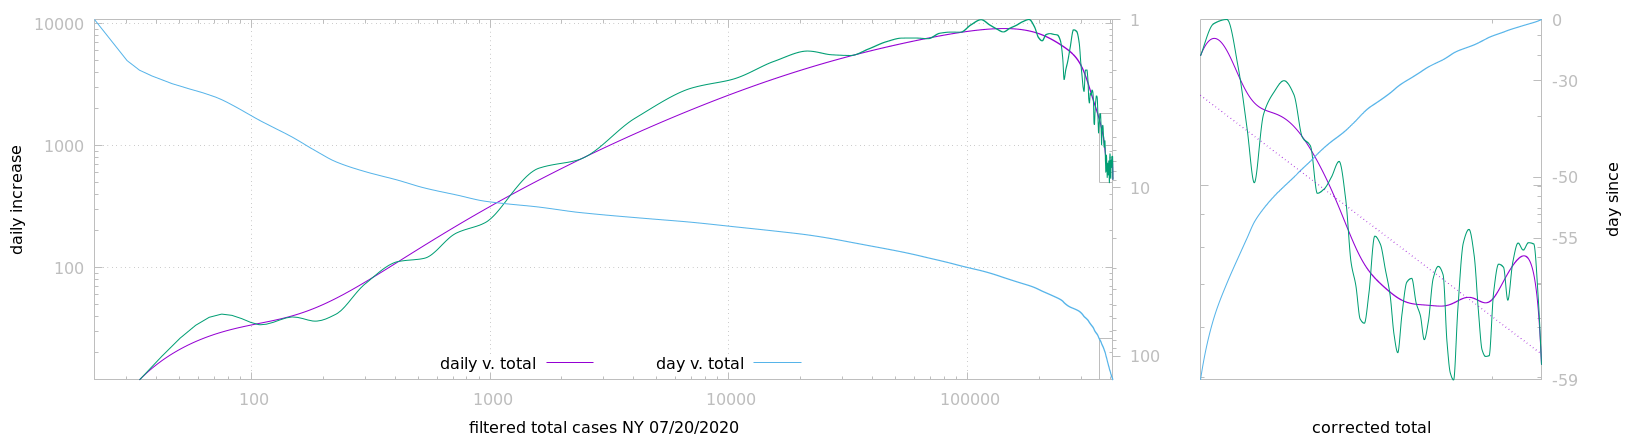 10000
1000
100
daily increase
daily v. total
day v. total
100
1000
10000
100000
filtered total cases NY 07/20/2020
1
10
100
0
-30
-50
-55
-59
day since
corrected total